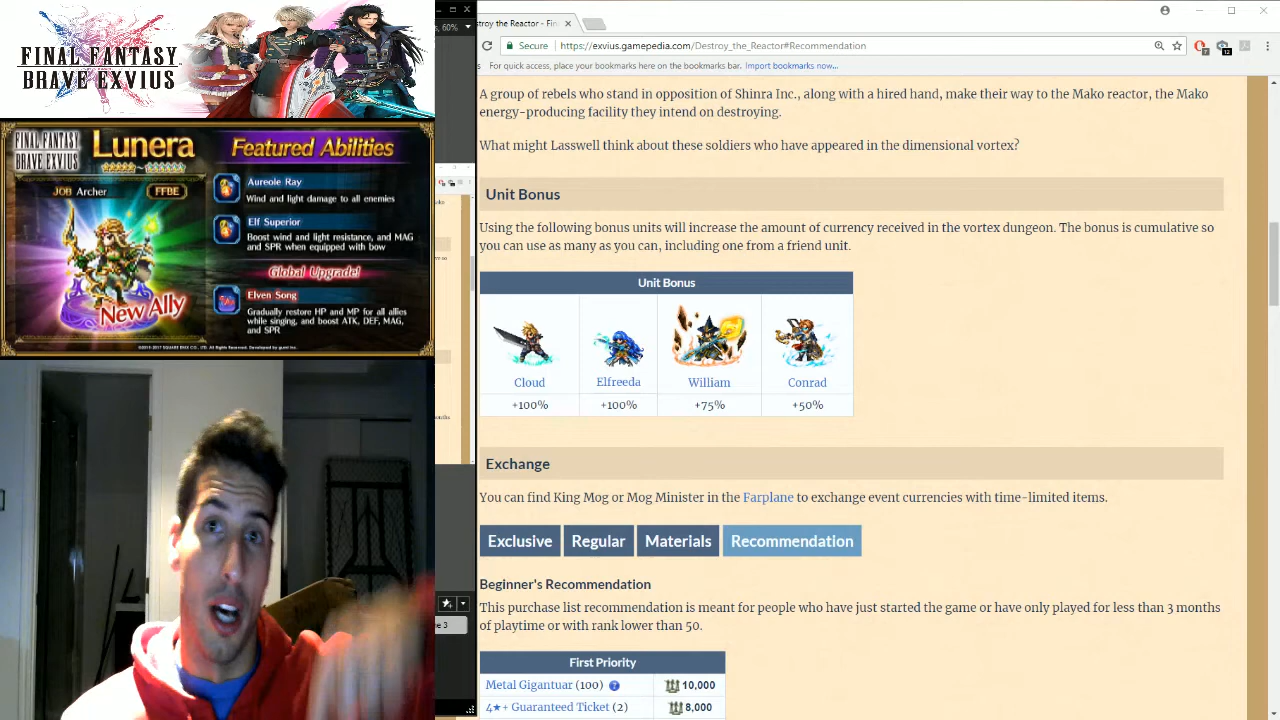 FINAL FANTASY
BRAVE EXVIUS
FINAL FANTASY
BRAVE EXVIUS
Lunera
JOB Archer
FFBE
New Ally
Featured Abilities
Aureole Ray
Wind and light damage to all enemies
Elf Superior
Boost wind and light resistance, and MAG
and SPR when equipped with bow
Global Upgrade!
Elven Song
Gradually restore HP and MP for all allies
while singing, and boost ATK, DEF, MAG,
and SPR
s, 60%
e 3
stroy the Reactor - Fin
Secure
https://exvius.gamepedia.com/Destroy_the_Reactor#Recommendation
7
12
For quick access, place your bookmarks here on the bookmarks bar. Import bookmarks now...
A group of rebels who stand in opposition of Shinra Inc., along with a hired hand, make their way to the Mako reactor, the Mako
energy-producing facility they intend on destroying.
What might Lasswell think about these soldiers who have appeared in the dimensional vortex?
Unit Bonus
Using the following bonus units will increase the amount or currency received in the vortex dungeon. The bonus is cumulative so
you can use as many as you can, including one from a friend unit.
Unit Bonus
Cloud Elfreeda William Conrad
+100% +100% +75% +50%
Exchange
You can find King Mog or Mog Minister in the Farplane to exchange event currencies with time-limited items.
Exclusive Regular Materials Recommendation
Beginner's Recommendation
This purchase list recommendation is meant for people who have just started the game or have only played for less than 3 months
of playtime or with rank lower than 50.
First Priority
Metal Gigantuar (100) ? 10,000
4★+ Guaranteed Ticket (2) 8,000